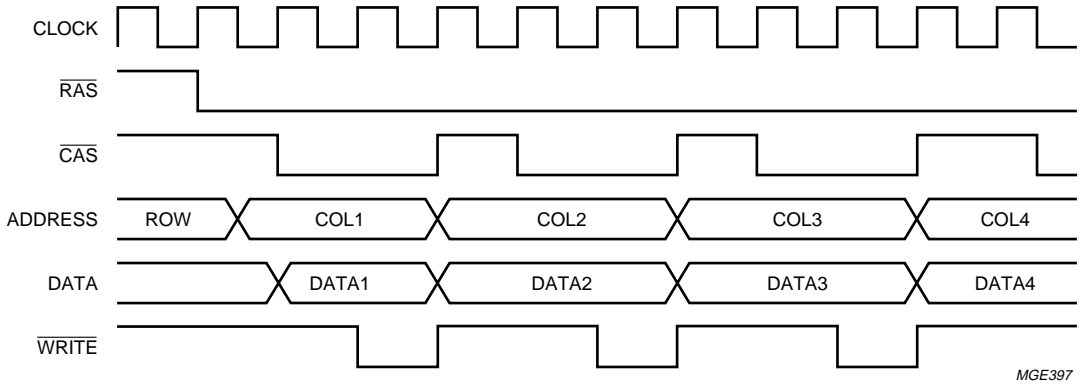 CLOCK
RAS
CAS
ADDRESS ROW COL1 COL2 COL3 COL4
DATA DATA1 DATA2 DATA3 DATA4
WRITE
MGE397